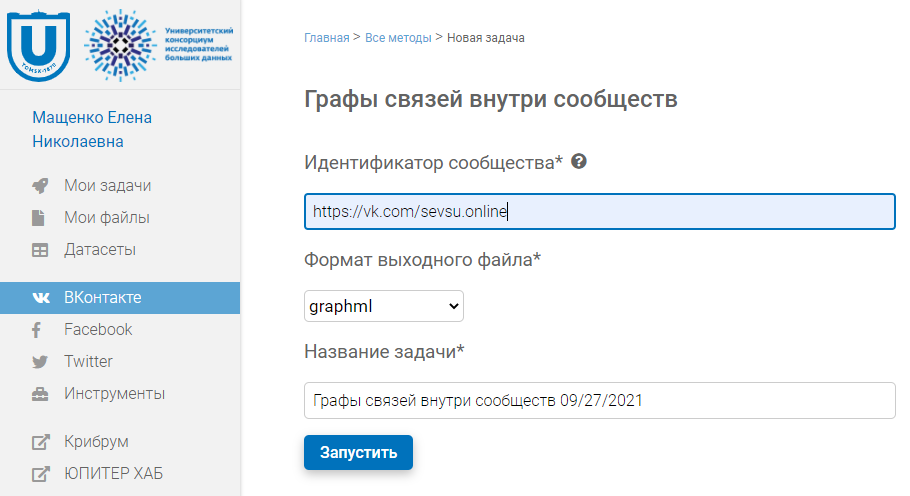 U
TOMSK·1878
Университетский
консорциум
исследователей
больших данных
Мащенко Елена
Николаевна
Мои задачи
Мои файлы
Датасеты
ВКонтакте
Facebook
Twitter
Инструменты
Крибрум
ЮПИТЕР ХАБ
Главная > Все методы > Новая задача
Графы связей внутри сообществ
Идентификатор сообщества* ?
https://vk.com/sevsu.online
Формат выходного файла*
graphml
Название задачи*
Графы связей внутри сообществ 09/27/2021
Запустить